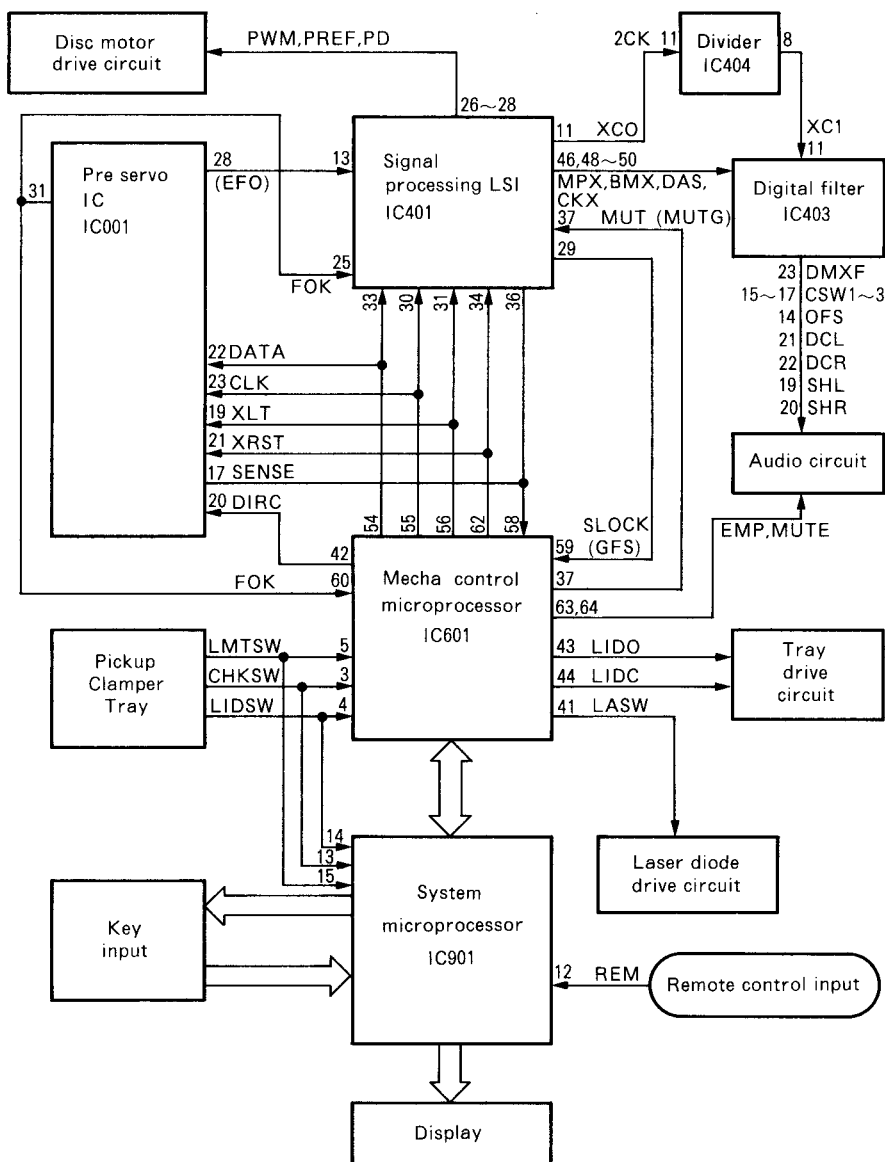 Disc motor
drive circuit
PWM,PREF,PD
2CK 11
Divider
IC404
8
26～28
11 XCO
XC1
11
Pre servo
IC
IC001
31
28
(EFO)
13
Signal
processing LSI
IC401
46,48～50
MPX,BMX,DAS,
CKX
37 MUT (MUTG)
29
Digital filter
IC403
25
FOK
33
30
31
34
36
23 DMXF
15～17 CSW1～3
14 OFS
21 DCL
22 DCR
19 SHL
20 SHR
22 DATA
23 CLK
19 XLT
21 XRST
17 SENSE
20 DIRC
Audio circuit
54
55
56
62
58
42
FOK 60
Mecha control
microprocessor
IC601
SLOCK
59 (GFS)
37
63,64
EMP,MUTE
Pickup
Clamper
Tray
LMTSW 5
CHKSW 3
LIDSW 4
43 LIDO
44 LIDC
41 LASW
Tray
drive
circuit
14
13
15
System
microprocessor
IC901
Laser diode
drive circuit
Key
input
12 REM
Remote control input
Display